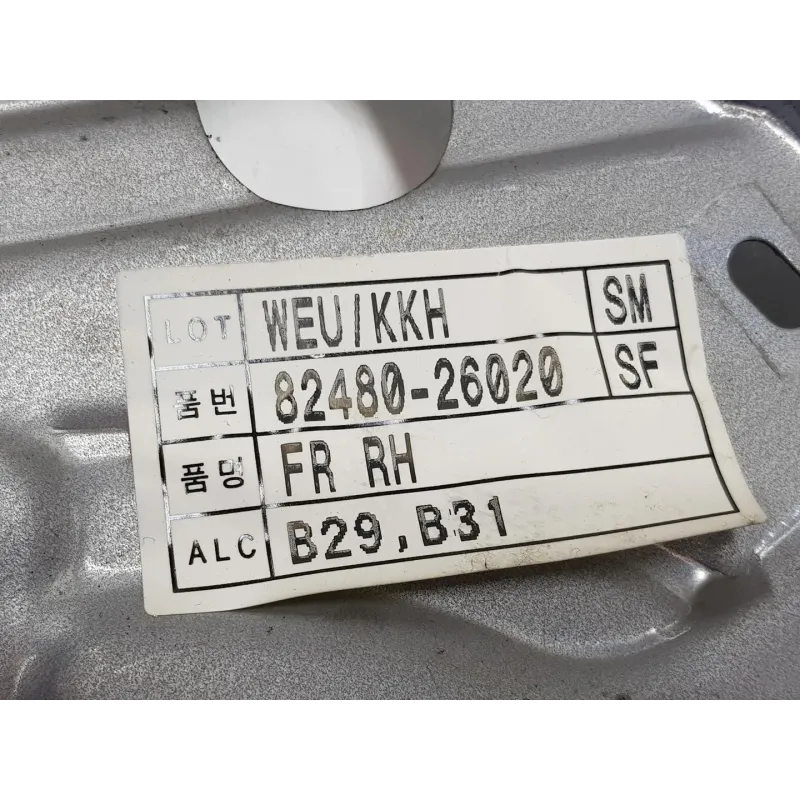 LOT WEU/KKH SM
품번 82480-26020 SF
품명 FR RH
ALC B29,B31